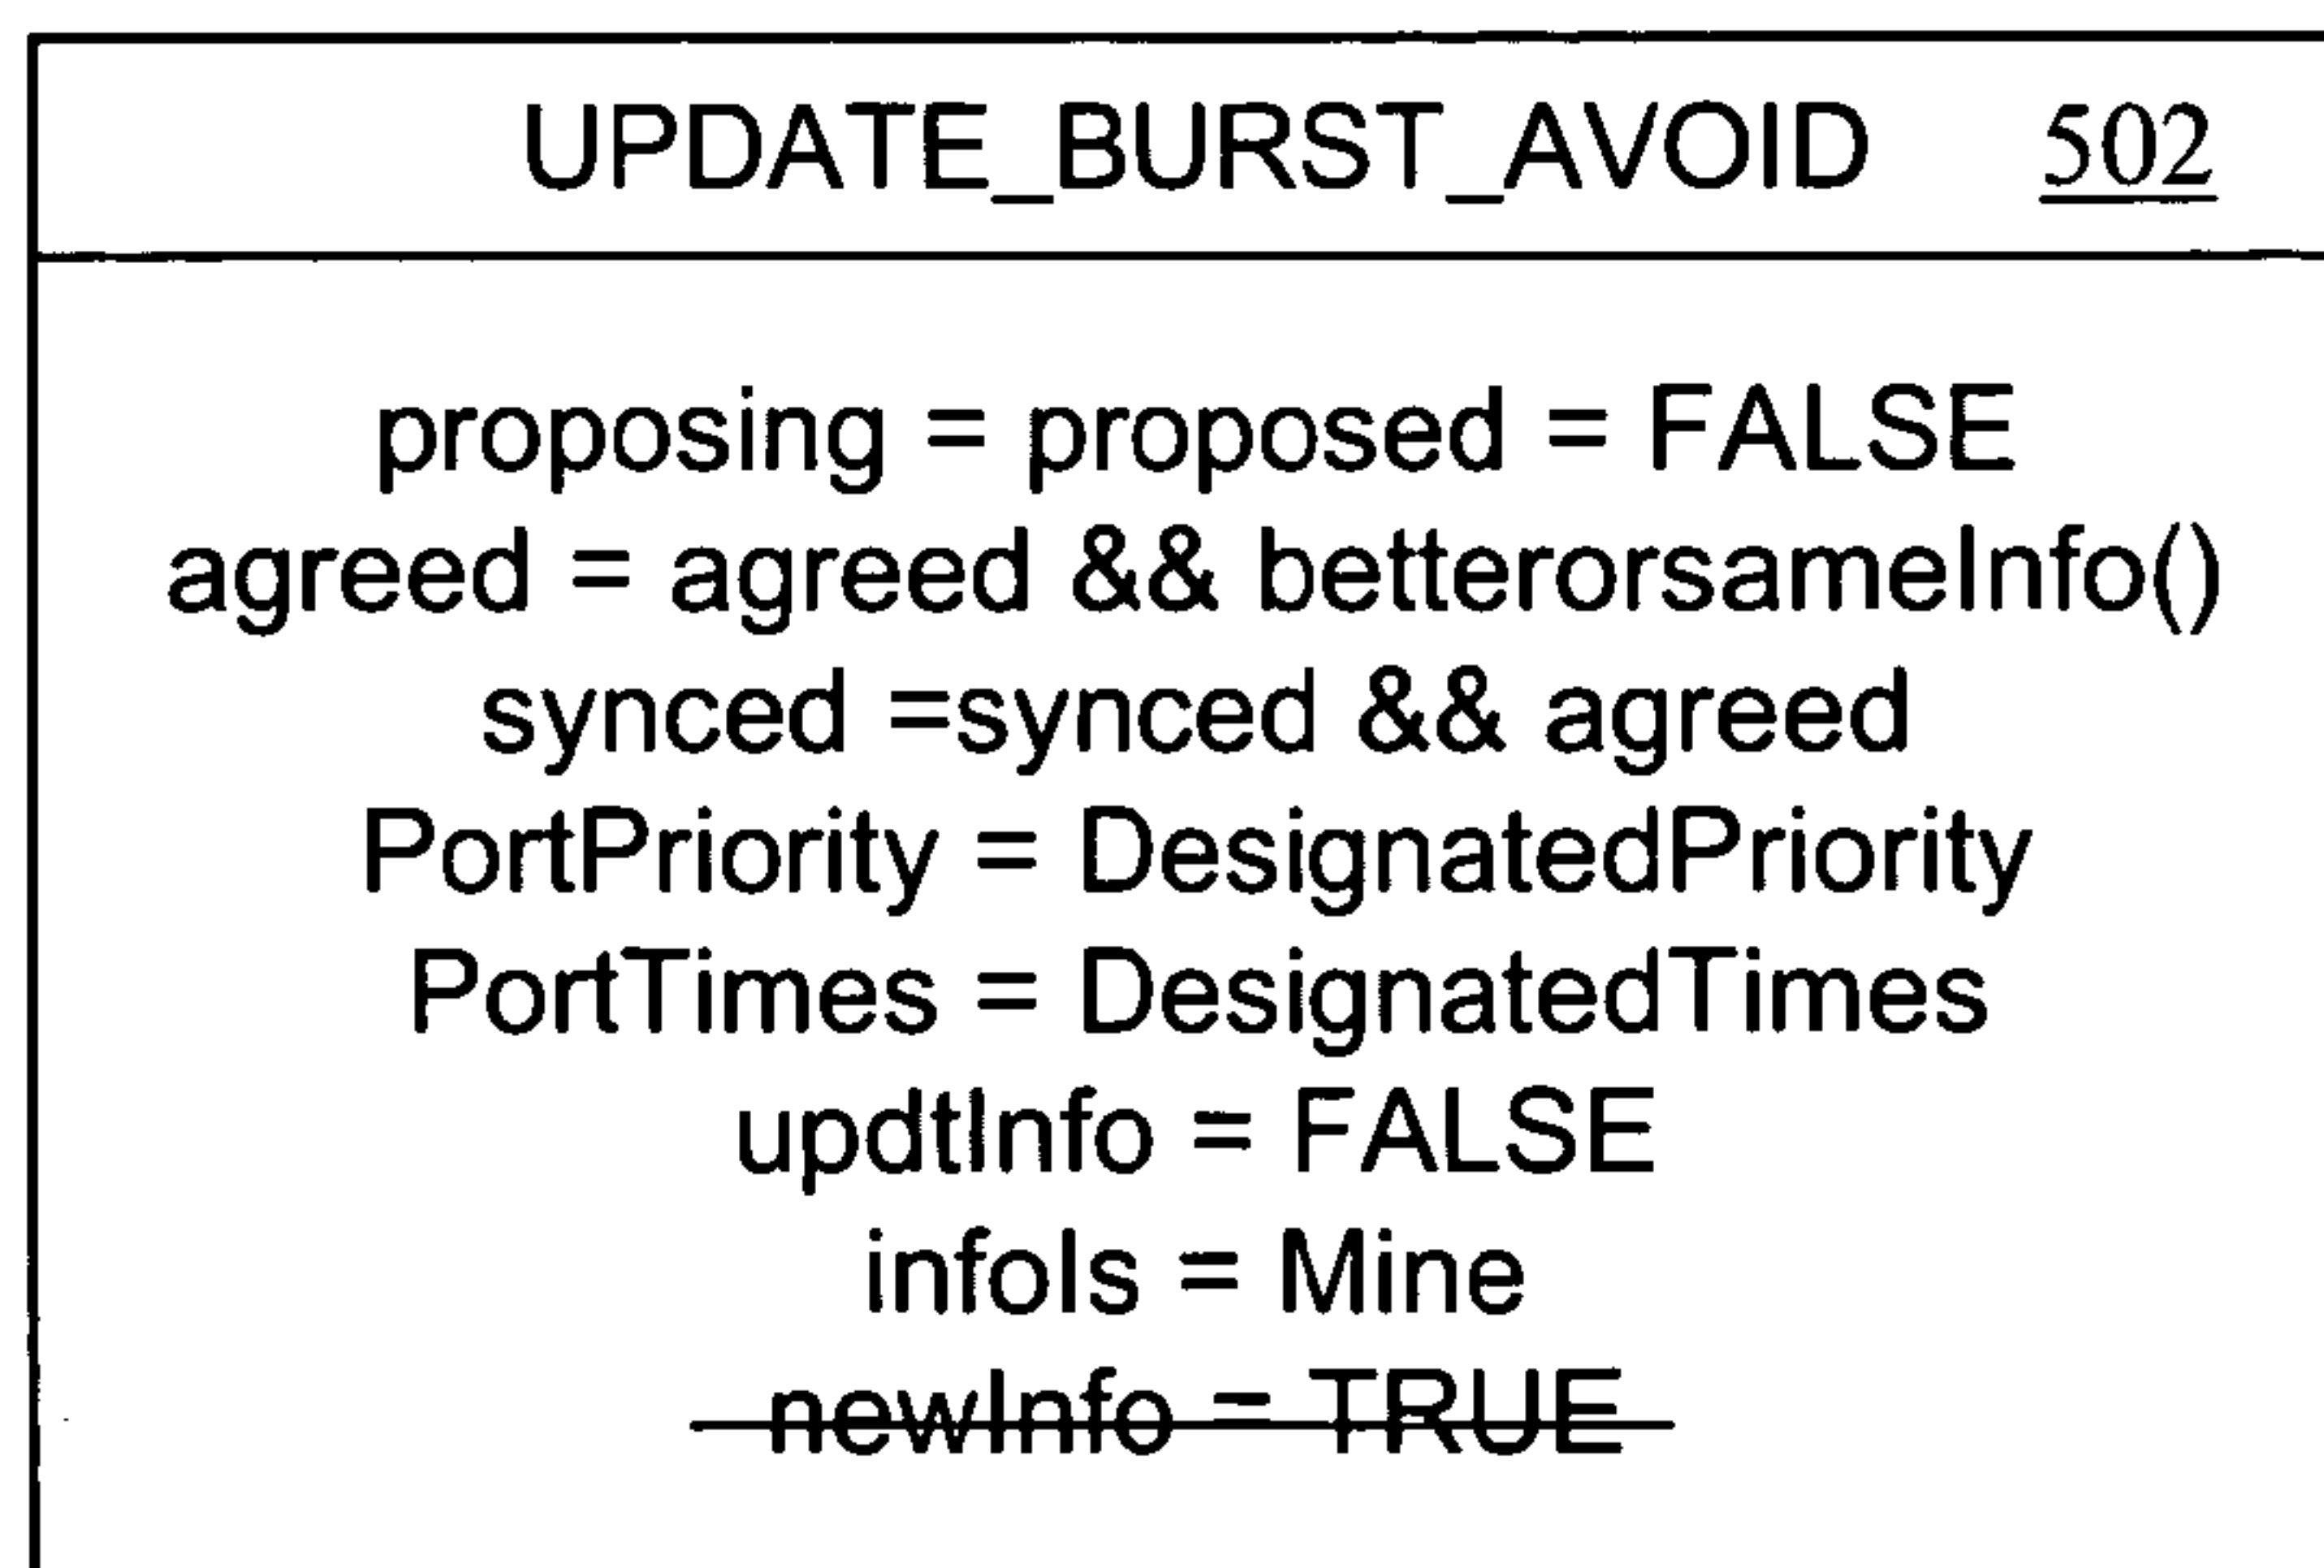 UPDATE_BURST_AVOID 502
proposing = proposed = FALSE
agreed = agreed && betterorsameInfo()
synced =synced && agreed
PortPriority = DesignatedPriority
PortTimes = DesignatedTimes
updtInfo = FALSE
infoIs = Mine
newInfo = TRUE